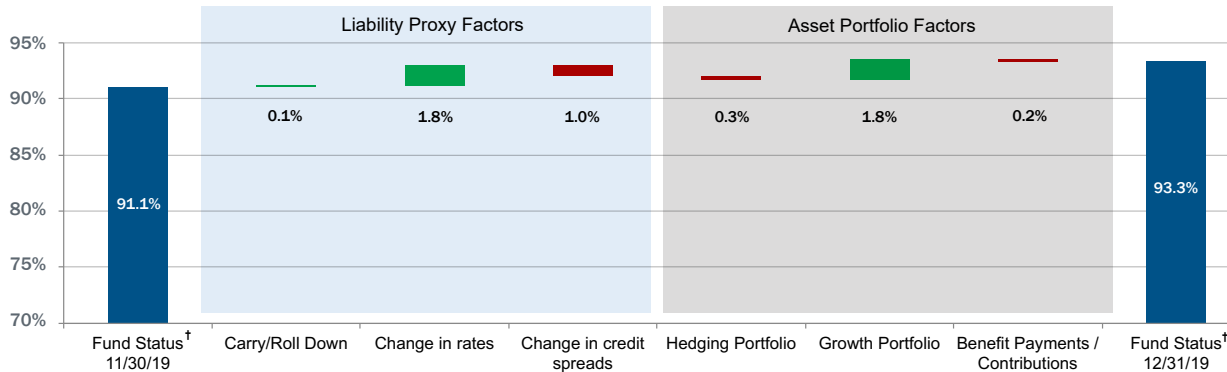 Liability Proxy Factors
Asset Portfolio Factors
95%
90%
85%
80%
75%
70%
91.1%
0.1%
1.8%
1.0%
0.3%
1.8%
0.2%
93.3%
Fund Status†
11/30/19
Carry/Roll Down
Change in rates
Change in credit
spreads
Hedging Portfolio
Growth Portfolio
Benefit Payments /
Contributions
Fund Status†
12/31/19